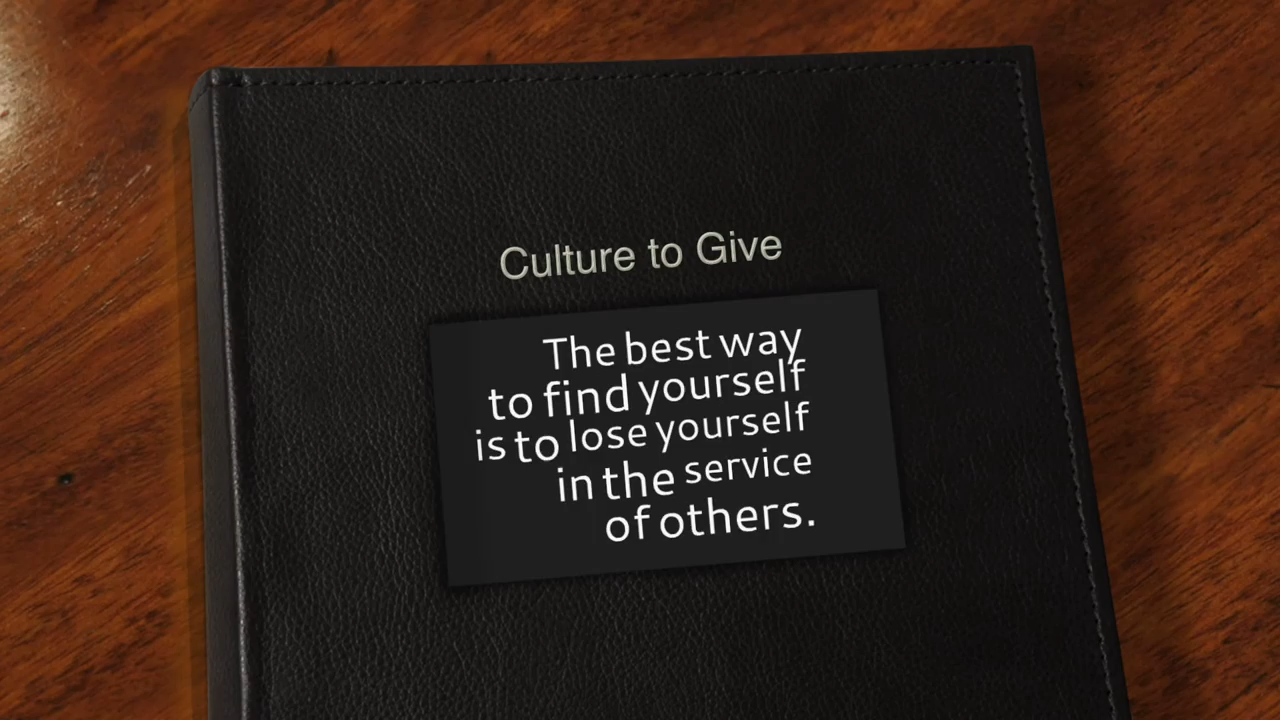 Culture to Give
The best way
to find yourself
is to lose yourself
in the service
of others.